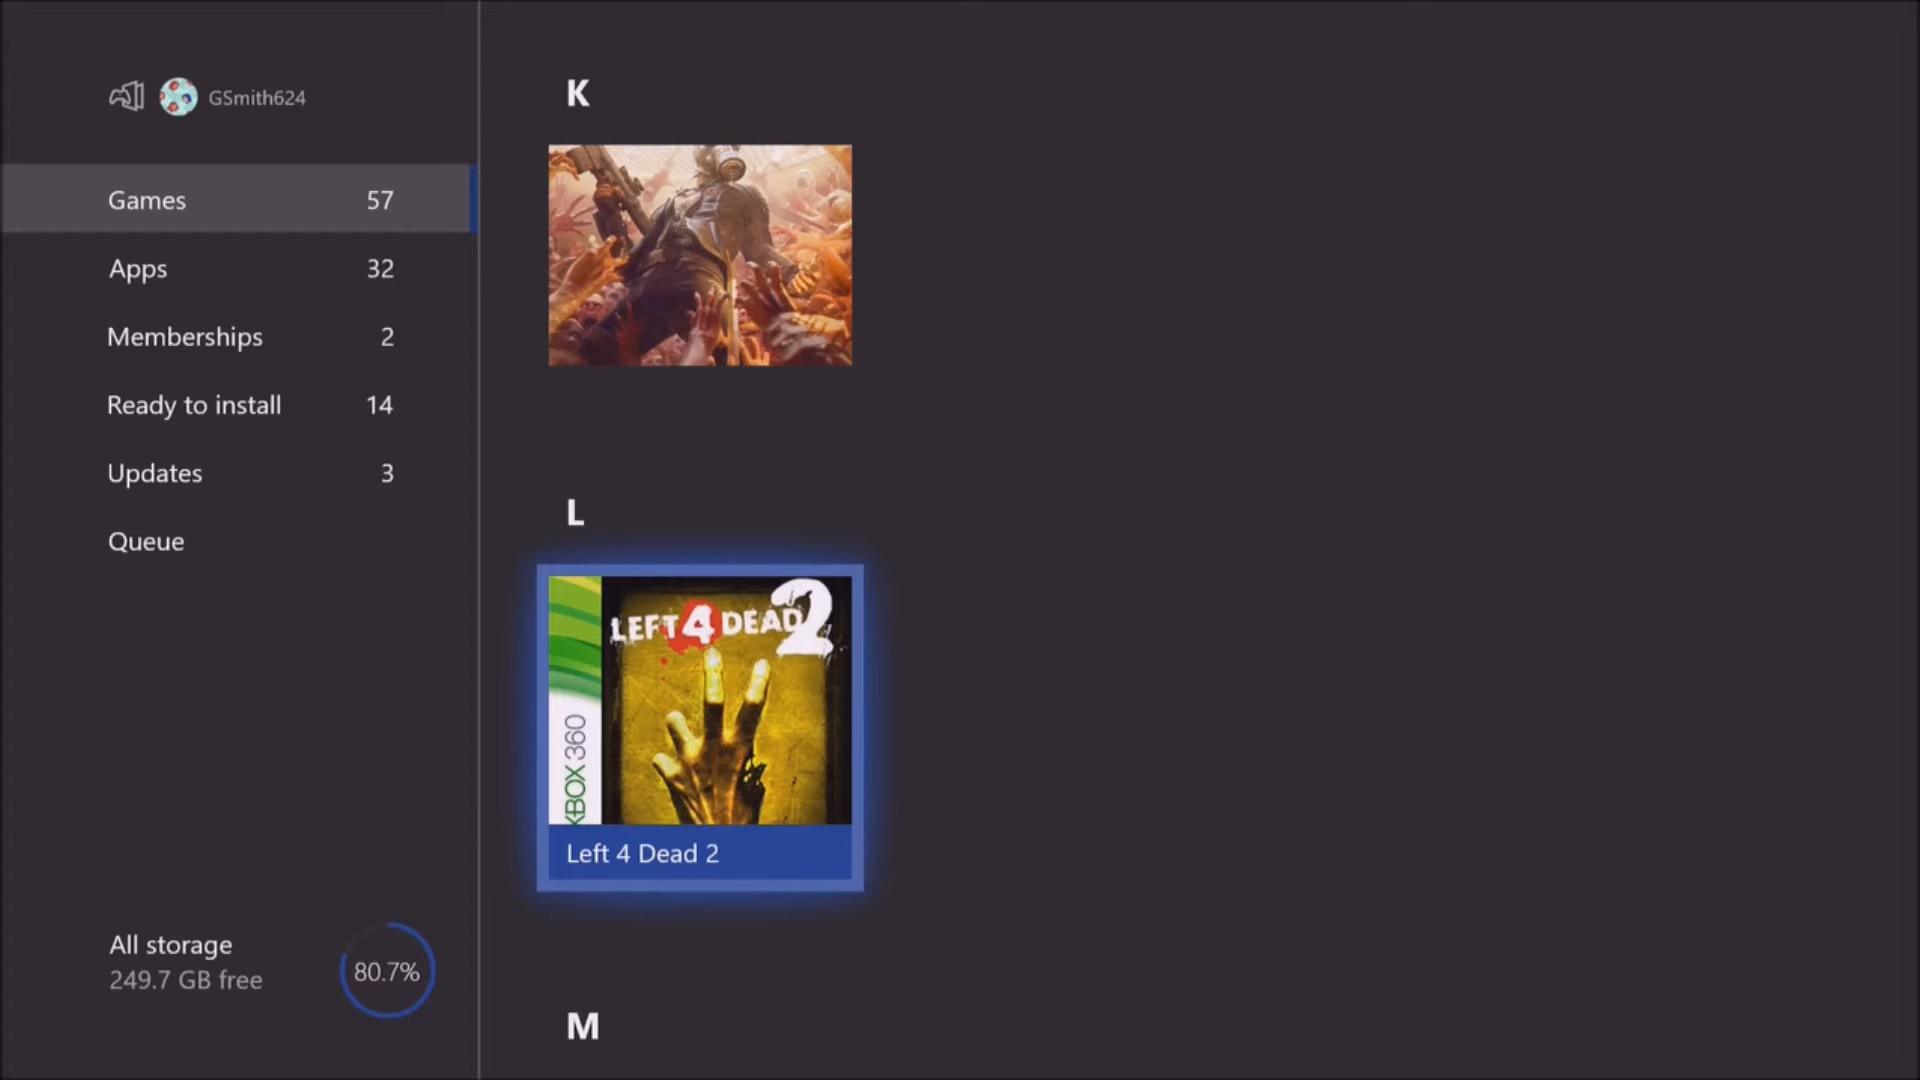 GSmith624
Games 57
Apps 32
Memberships 2
Ready to install 14
Updates 3
Queue
All storage
249.7 GB free
80.7%
K
L
LEFT 4 DEAD 2
XBOX 360
Left 4 Dead 2
M